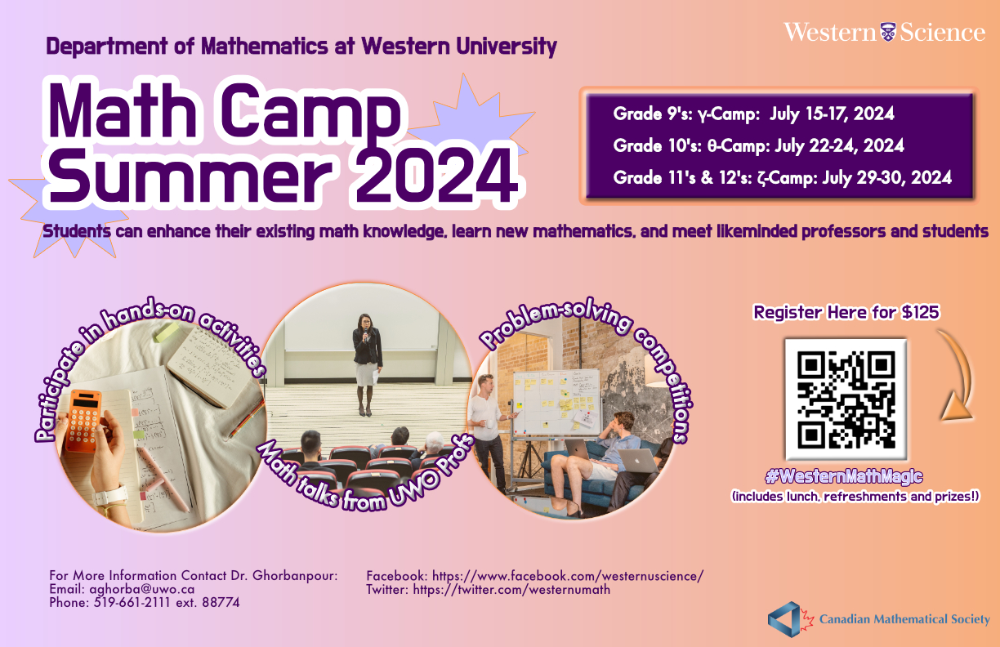 Western Science
Department of Mathematics at Western University
Math Camp
Summer 2024
Grade 9's: γ-Camp: July 15-17, 2024
Grade 10's: θ-Camp: July 22-24, 2024
Grade 11's & 12's: ζ-Camp: July 29-30, 2024
Students can enhance their existing math knowledge, learn new mathematics, and meet likeminded professors and students
Participate in hands-on activities
Math talks from UWO Profs
Problem-solving competitions
Register Here for $125
#WesternMathMagic
(includes lunch, refreshments and prizes!)
For More Information Contact Dr. Ghorbanpour:
Email: aghorba@uwo.ca
Phone: 519-661-2111 ext. 88774
Facebook: https://www.facebook.com/westernuscience/
Twitter: https://twitter.com/westernumath
Canadian Mathematical Society